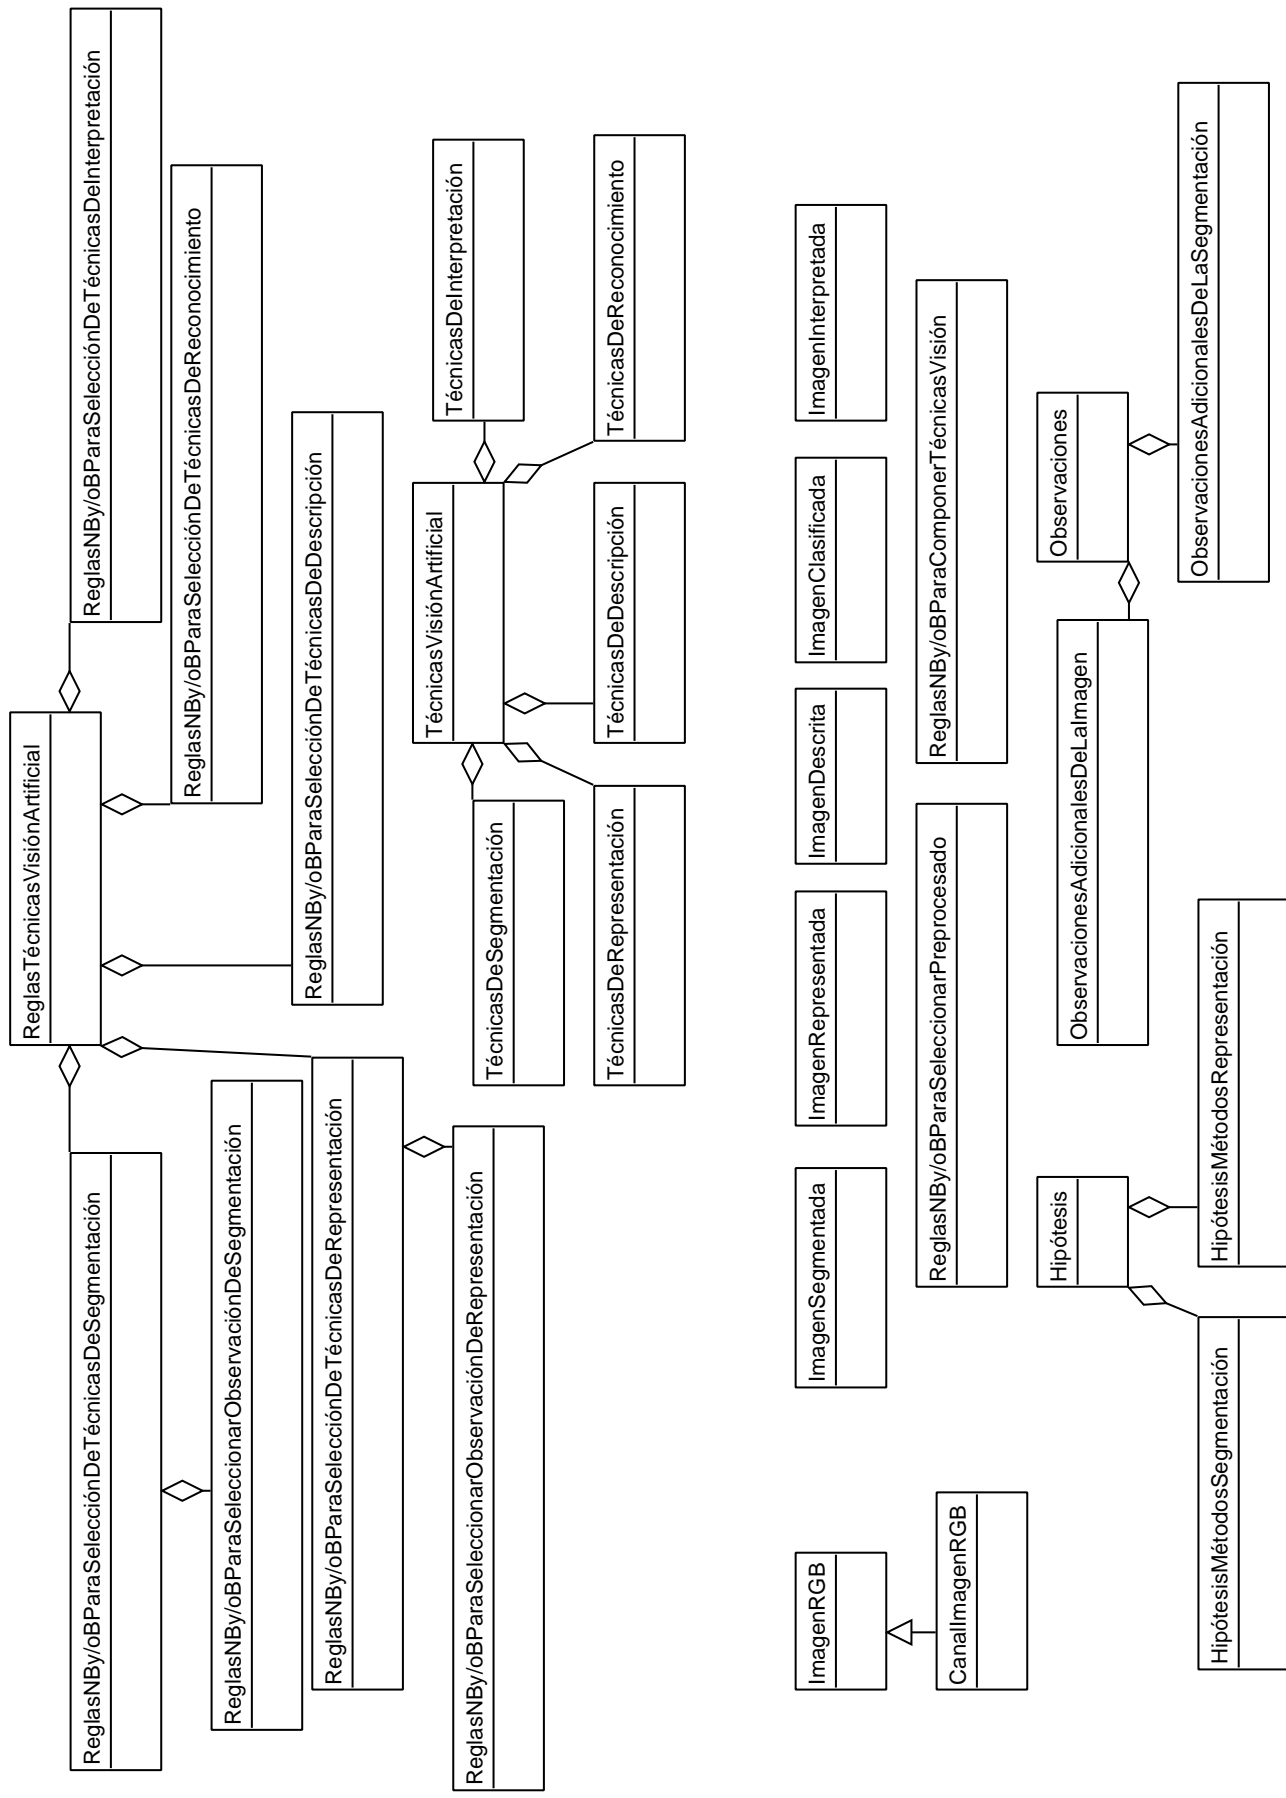 ReglasTécnicasVisiónArtificial
ReglasNBy/oBParaSelecciónDeTécnicasDeSegmentación
ReglasNBy/oBParaSelecciónDeTécnicasDeInterpretación
ReglasNBy/oBParaSelecciónDeTécnicasDeReconocimiento
ReglasNBy/oBParaSeleccionarObservaciónDeSegmentación
ReglasNBy/oBParaSelecciónDeTécnicasDeDescripción
ReglasNBy/oBParaSelecciónDeTécnicasDeRepresentación
TécnicasVisiónArtificial
TécnicasDeInterpretación
ReglasNBy/oBParaSeleccionarObservaciónDeRepresentación
TécnicasDeSegmentación
TécnicasDeRepresentación
TécnicasDeDescripción
TécnicasDeReconocimiento
ImagenRGB
ImagenSegmentada
ImagenRepresentada
ImagenDescrita
ImagenClasificada
ImagenInterpretada
ReglasNBy/oBParaSeleccionarPreprocesado
ReglasNBy/oBParaComponerTécnicasVisión
CanalImagenRGB
Hipótesis
Observaciones
ObservacionesAdicionalesDeLaImagen
ObservacionesAdicionalesDeLaSegmentación
HipótesisMétodosSegmentación
HipótesisMétodosRepresentación